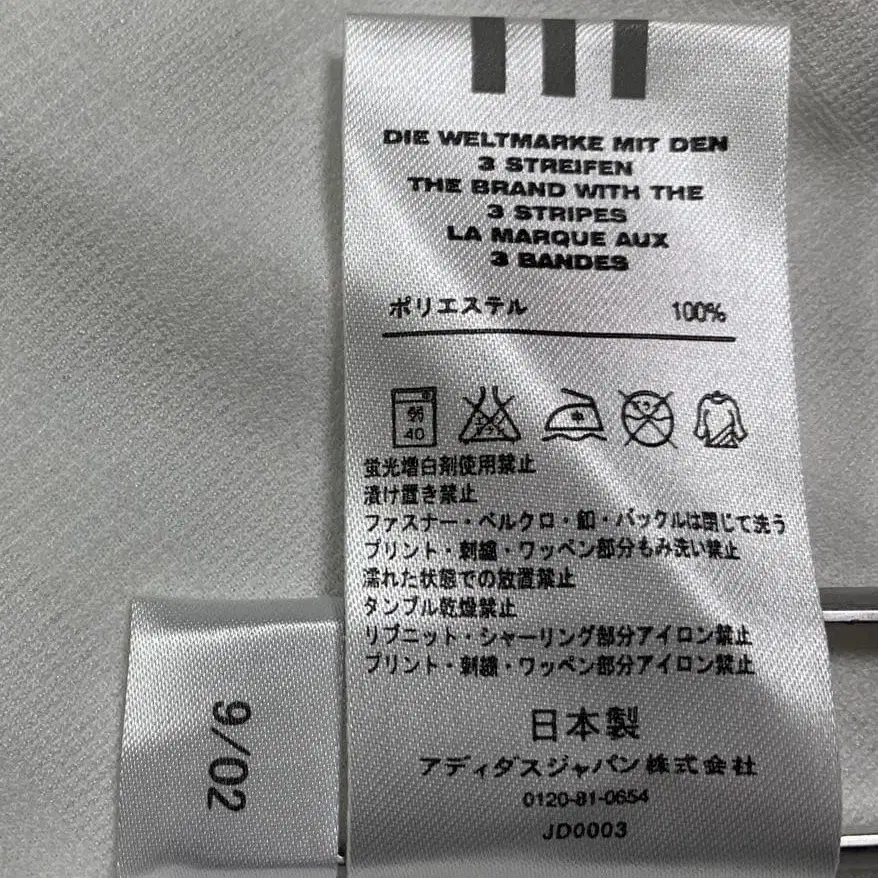 DIE WELTMARKE MIT DEN
3 STREIFEN
THE BRAND WITH THE
3 STRIPES
LA MARQUE AUX
3 BANDES
ポリエステル 100%
弱
40
中
蛍光増白剤使用禁止
漬け置き禁止
ファスナー・ベルクロ・釦・バックルは閉じて洗う
プリント・刺繍・ワッペン部分もみ洗い禁止
濡れた状態での放置禁止
タンブル乾燥禁止
リブニット・シャーリング部分アイロン禁止
プリント・刺繍・ワッペン部分アイロン禁止
日本製
アディダスジャパン株式会社
0120-81-0654
JD0003
9/02